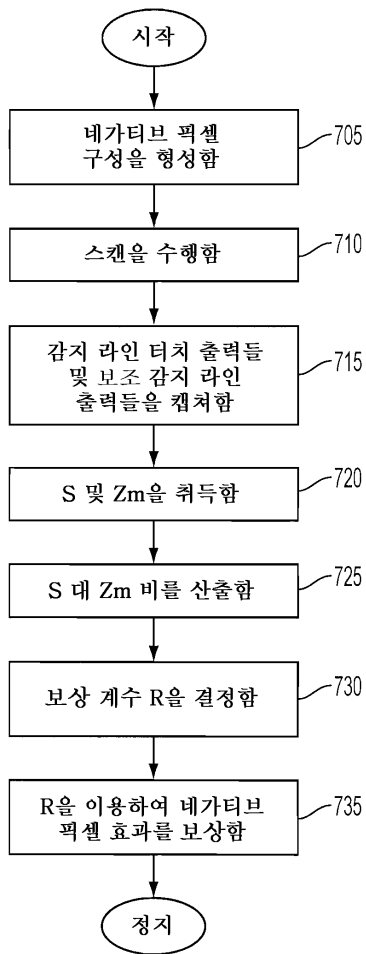 시작
네가티브 픽셀
구성을 형성함
705
스캔을 수행함
710
감지 라인 터치 출력들
및 보조 감지 라인
출력들을 캡쳐함
715
S 및 Zm을 취득함
720
S 대 Zm 비를 산출함
725
보상 계수 R을 결정함
730
R을 이용하여 네가티브
픽셀 효과를 보상함
735
정지